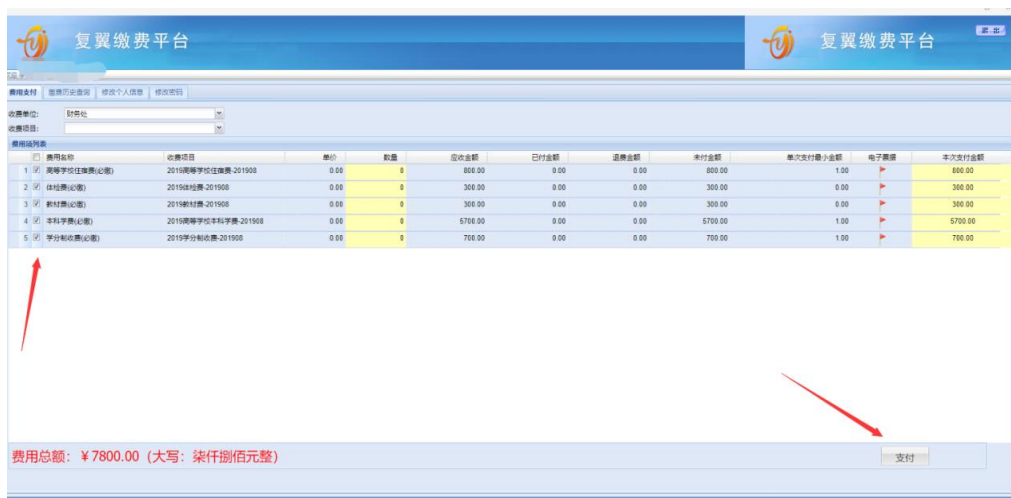 复翼缴费平台
复翼缴费平台
退 出
费用支付 缴费历史查询 修改个人信息 修改密码
收费单位: 财务处
收费项目:
费用项列表
费用名称 收费项目 单价 数量 应收金额 已付金额 退费金额 未付金额 单次支付最小金额 电子票据 本次支付金额
1 高等学校住宿费(必缴) 2019高等学校住宿费-201908 0.00 0 800.00 0.00 0.00 800.00 1.00 800.00
2 体检费(必缴) 2019体检费-201908 0.00 0 300.00 0.00 0.00 300.00 0.00 300.00
3 教材费(必缴) 2019教材费-201908 0.00 0 300.00 0.00 0.00 300.00 0.00 300.00
4 本科学费(必缴) 2019高等学校本科学费-201908 0.00 0 5700.00 0.00 0.00 5700.00 1.00 5700.00
5 学分制收费(必缴) 2019学分制收费-201908 0.00 0 700.00 0.00 0.00 700.00 1.00 700.00
费用总额: ¥7800.00 (大写: 柒仟捌佰元整)
支付